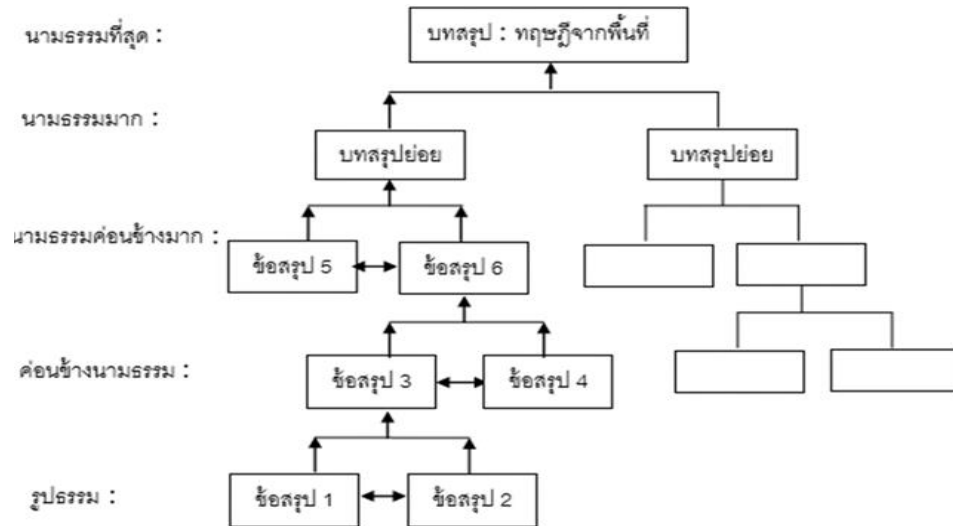 นามธรรมที่สุด :
บทสรุป : ทฤษฎีจากพื้นที่
นามธรรมมาก :
บทสรุปย่อย
บทสรุปย่อย
นามธรรมค่อนข้างมาก :
ข้อสรุป 5
ข้อสรุป 6
ค่อนข้างนามธรรม :
ข้อสรุป 3
ข้อสรุป 4
รูปธรรม :
ข้อสรุป 1
ข้อสรุป 2